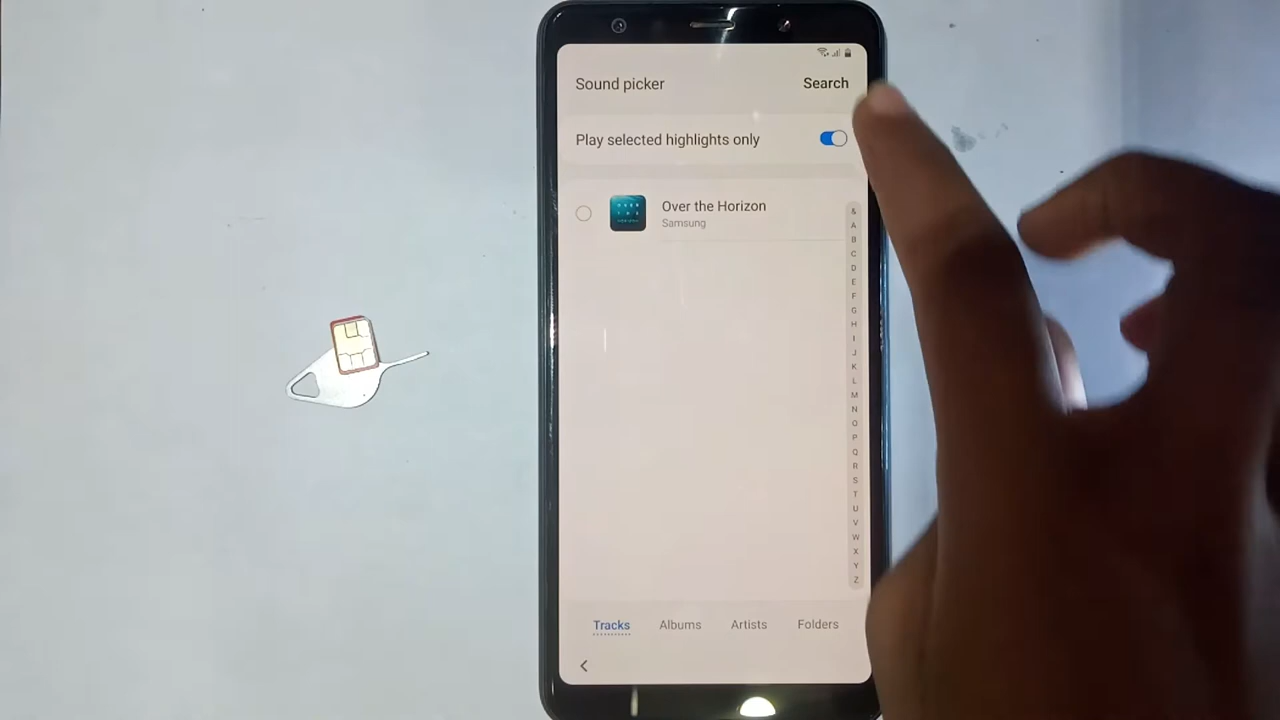 Sound picker
Search
Play selected highlights only
Over the Horizon
Samsung
&
A
B
C
D
E
F
G
H
I
J
K
L
M
N
O
P
Q
R
S
T
U
V
W
X
Y
Z
Tracks
Albums
Artists
Folders